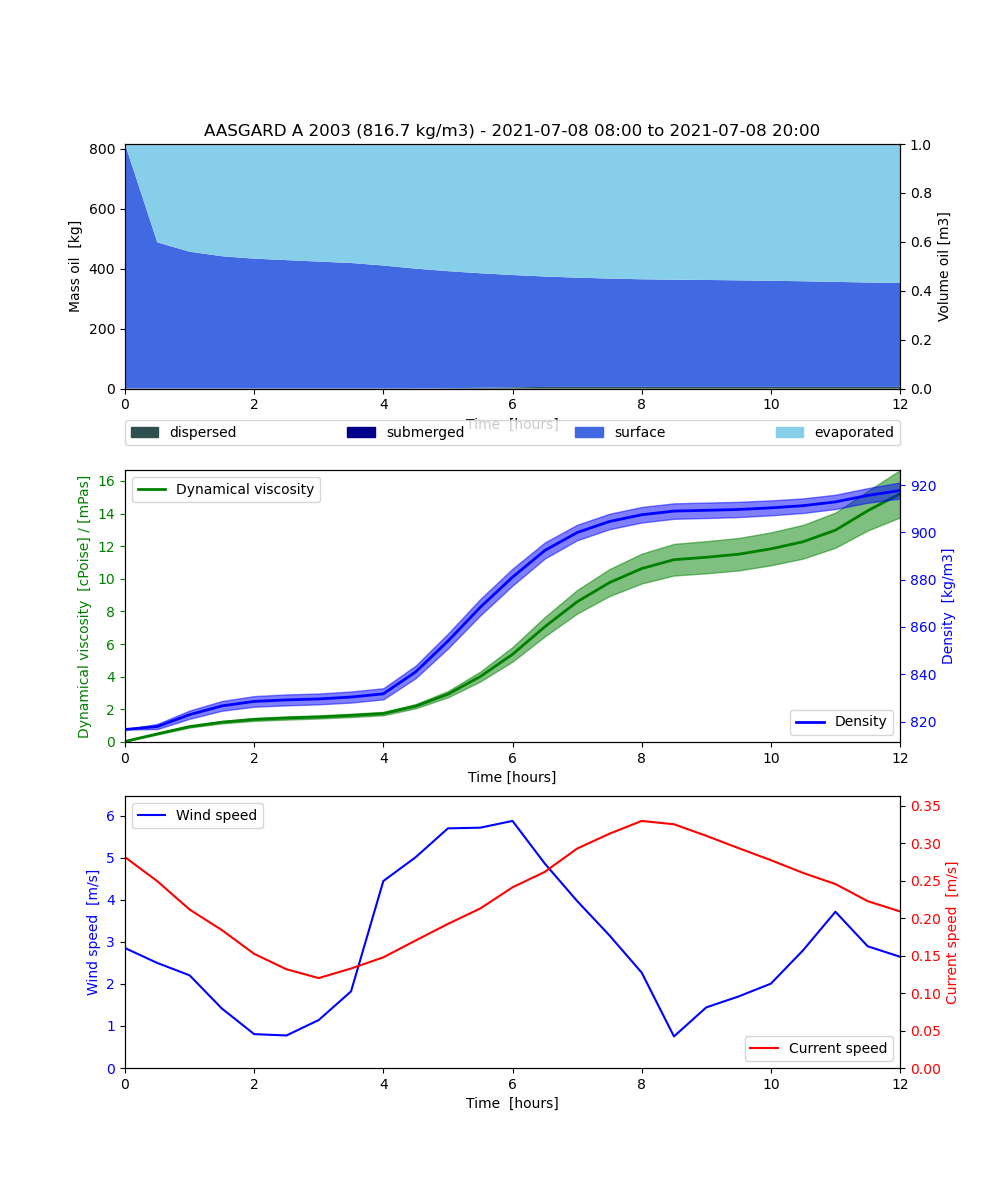 AASGARD A 2003 (816.7 kg/m3) - 2021-07-08 08:00 to 2021-07-08 20:00
Mass oil [kg]
800
600
400
200
0
1.0
0.8
0.6
0.4
0.2
0.0
Volume oil [m3]
0 2 4 6 8 10 12
Time [hours]
dispersed submerged surface evaporated
Dynamical viscosity [cPoise] / [mPas]
16
14
12
10
8
6
4
2
0
Dynamical viscosity
Density
920
900
880
860
840
820
Density [kg/m3]
0 2 4 6 8 10 12
Time [hours]
Wind speed [m/s]
6
5
4
3
2
1
0
Wind speed
Current speed
0.35
0.30
0.25
0.20
0.15
0.10
0.05
0.00
Current speed [m/s]
0 2 4 6 8 10 12
Time [hours]